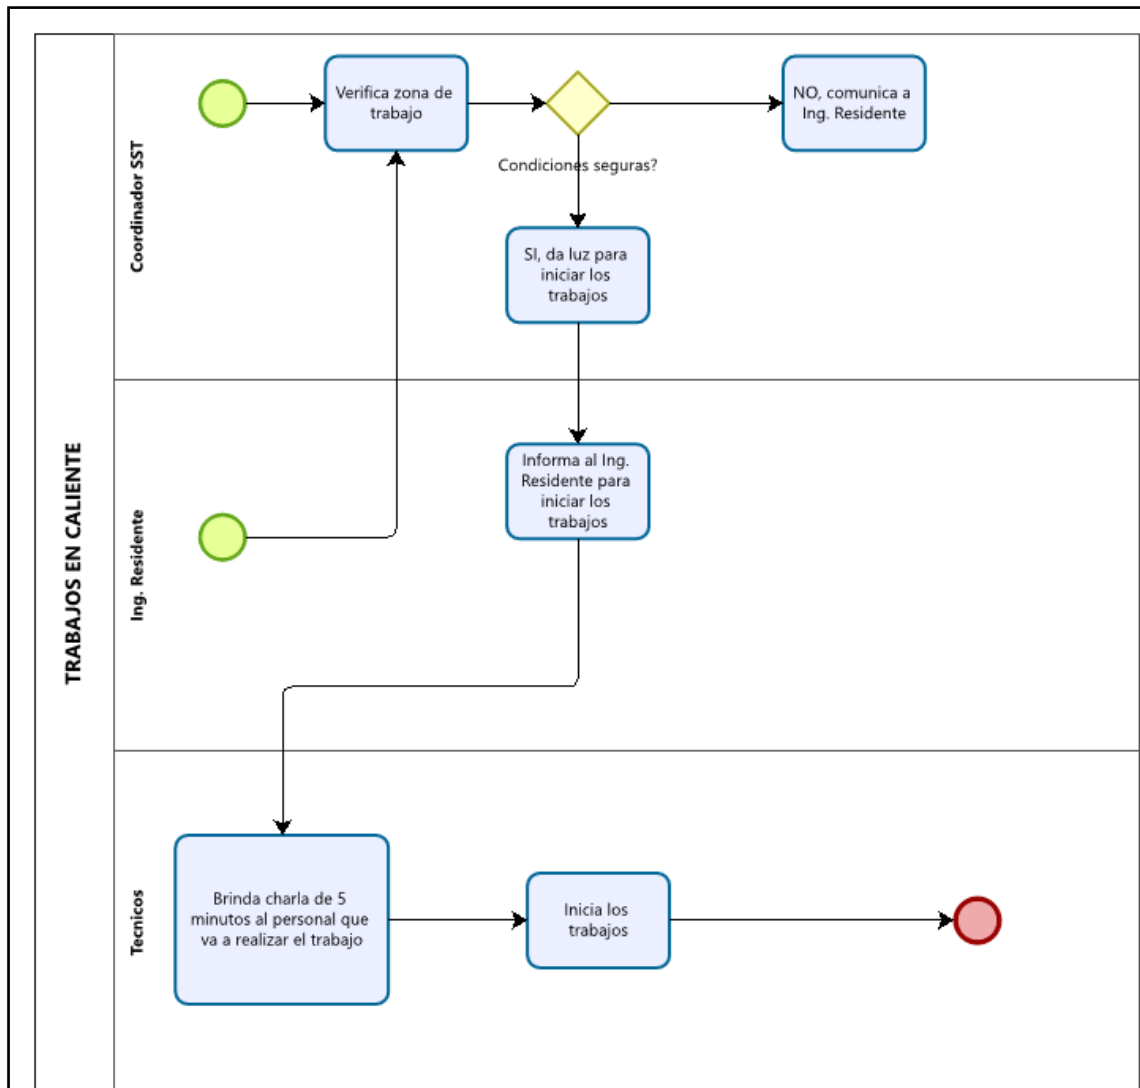 TRABAJOS EN CALIENTE
Coordinador SST
Verifica zona de
trabajo
Condiciones seguras?
NO, comunica a
Ing. Residente
SI, da luz para
iniciar los
trabajos
Ing. Residente
Informa al Ing.
Residente para
iniciar los
trabajos
Tecnicos
Brinda charla de 5
minutos al personal que
va a realizar el trabajo
Inicia los
trabajos